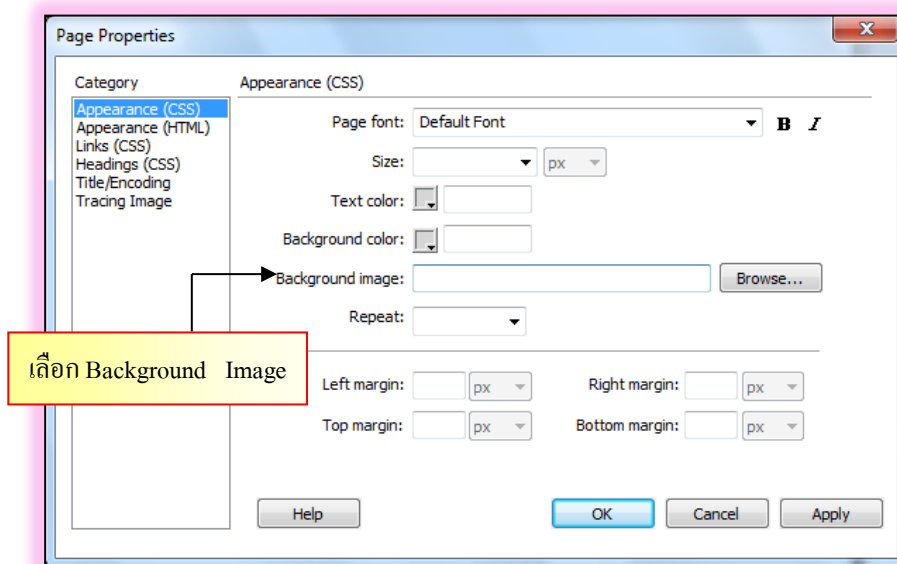 Page Properties
X
Category
Appearance (CSS)
Appearance (HTML)
Links (CSS)
Headings (CSS)
Title/Encoding
Tracing Image
Appearance (CSS)
Page font: Default Font B I
Size: px
Text color:
Background color:
Background image: Browse...
Repeat:
เลือก Background Image
Left margin: px Right margin: px
Top margin: px Bottom margin: px
Help OK Cancel Apply